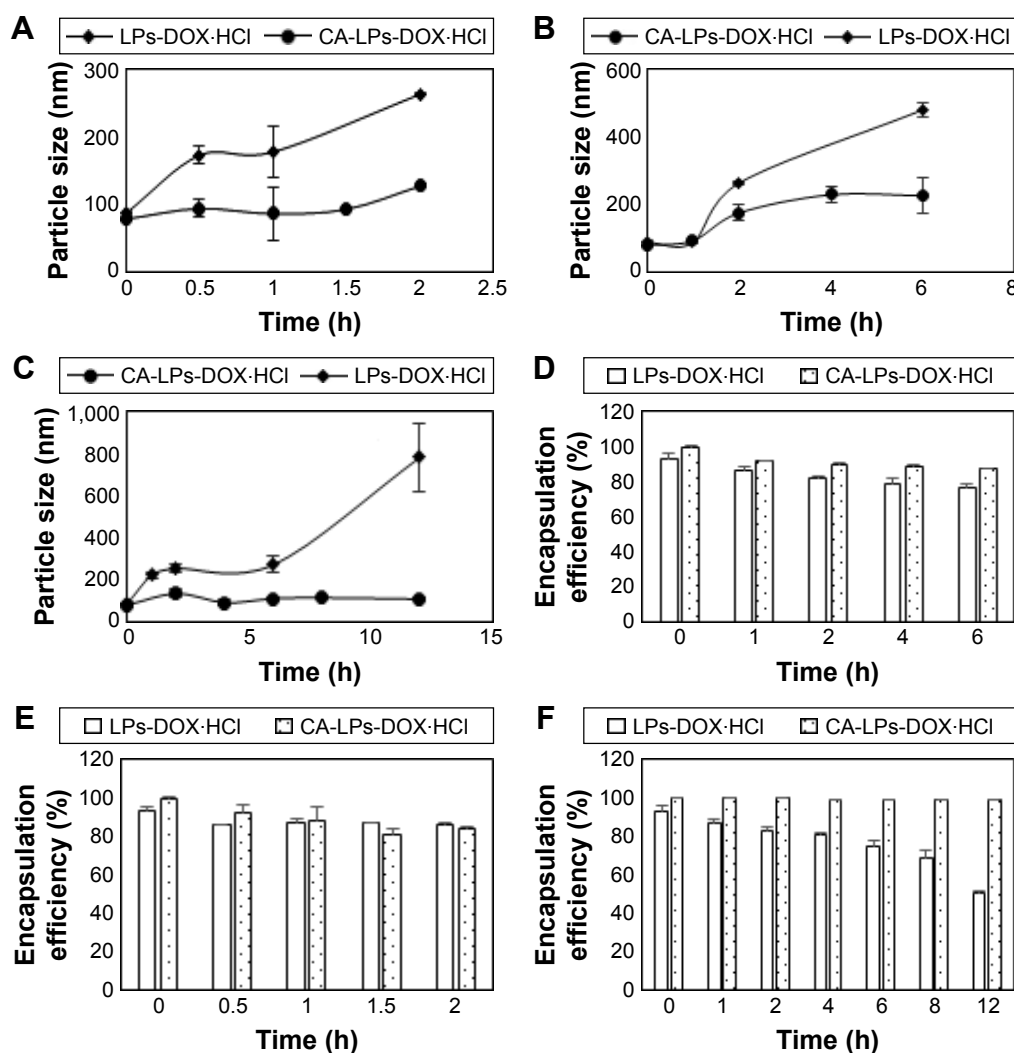 A
LPs-DOX·HCl CA-LPs-DOX·HCl
Particle size (nm)
300
200
100
0
0 0.5 1 1.5 2 2.5
Time (h)
B
CA-LPs-DOX·HCl LPs-DOX·HCl
Particle size (nm)
600
400
200
0
0 2 4 6 8
Time (h)
C
CA-LPs-DOX·HCl LPs-DOX·HCl
Particle size (nm)
1,000
800
600
400
200
0
0 5 10 15
Time (h)
D
LPs-DOX·HCl CA-LPs-DOX·HCl
Encapsulation
efficiency (%)
120
100
80
60
40
20
0
0 1 2 4 6
Time (h)
E
LPs-DOX·HCl CA-LPs-DOX·HCl
Encapsulation
efficiency (%)
120
100
80
60
40
20
0
0 0.5 1 1.5 2
Time (h)
F
LPs-DOX·HCl CA-LPs-DOX·HCl
Encapsulation
efficiency (%)
120
100
80
60
40
20
0
0 1 2 4 6 8 12
Time (h)